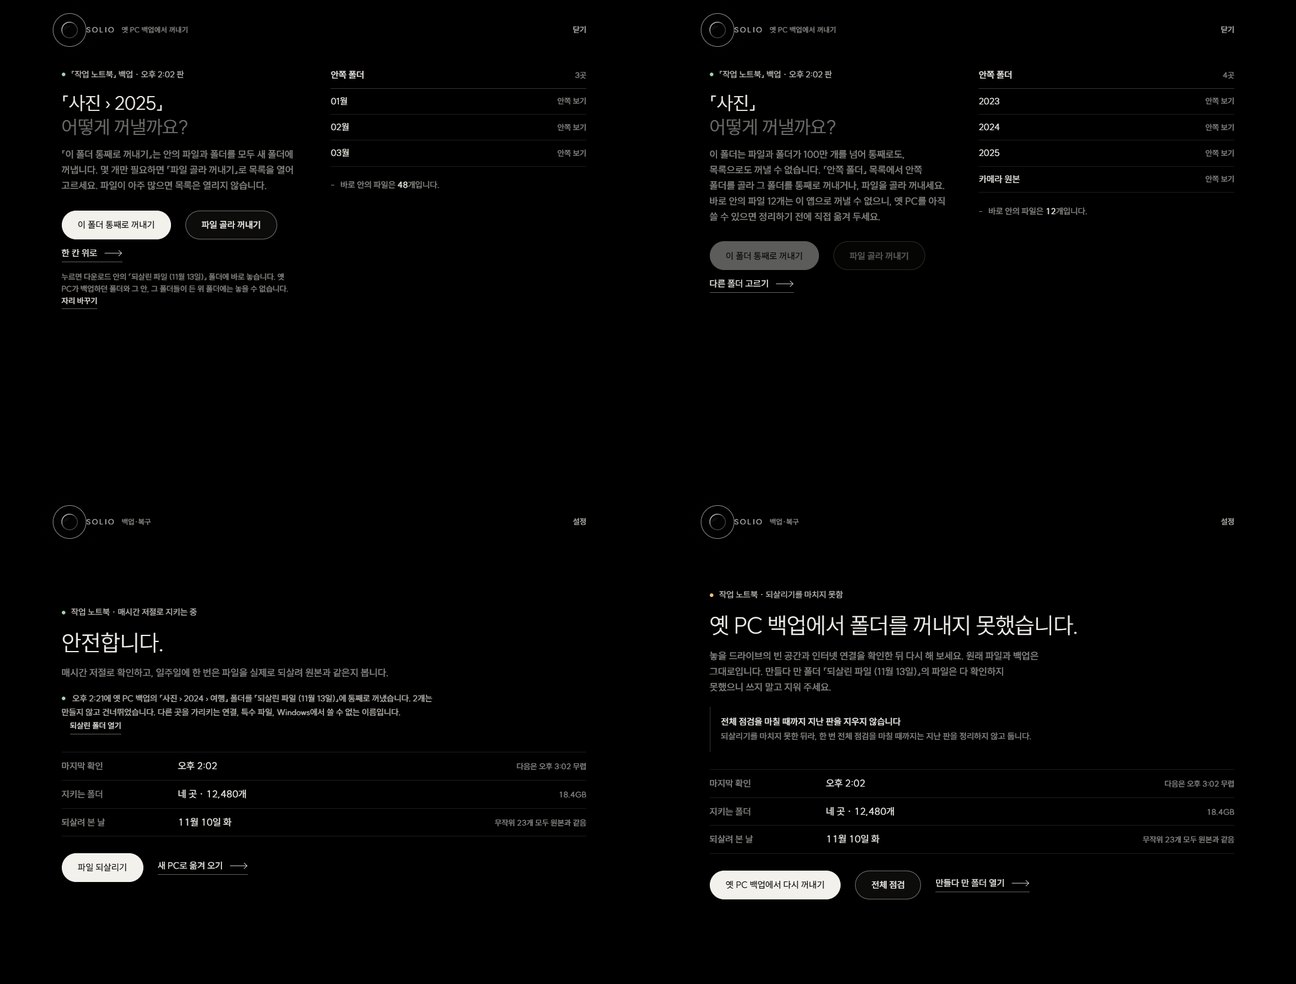 SOLIO 옛 PC 백업에서 꺼내기
닫기
「작업 노트북」 백업 · 오후 2:02 판
「사진 › 2025」
어떻게 꺼낼까요?
「이 폴더 통째로 꺼내기」는 안의 파일과 폴더를 모두 새 폴더에
꺼냅니다. 몇 개만 필요하면 「파일 골라 꺼내기」로 목록을 열어
고르세요. 파일이 아주 많으면 목록은 열리지 않습니다.
이 폴더 통째로 꺼내기
파일 골라 꺼내기
한 칸 위로 →
누르면 다운로드 안의 「되살린 파일 (11월 13일)」 폴더에 바로 놓습니다. 옛
PC가 백업하던 폴더와 그 안, 그 폴더들이 든 위 폴더에는 놓을 수 없습니다.
자리 바꾸기
안쪽 폴더 3곳
01월 안쪽 보기
02월 안쪽 보기
03월 안쪽 보기
– 바로 안의 파일은 48개입니다.
SOLIO 옛 PC 백업에서 꺼내기
닫기
「작업 노트북」 백업 · 오후 2:02 판
「사진」
어떻게 꺼낼까요?
이 폴더는 파일과 폴더가 100만 개를 넘어 통째로도,
목록으로도 꺼낼 수 없습니다. 「안쪽 폴더」 목록에서 안쪽
폴더를 골라 그 폴더를 통째로 꺼내거나, 파일을 골라 꺼내세요.
바로 안의 파일 12개는 이 앱으로 꺼낼 수 없으니, 옛 PC를 아직
쓸 수 있으면 정리하기 전에 직접 옮겨 두세요.
이 폴더 통째로 꺼내기
파일 골라 꺼내기
다른 폴더 고르기 →
안쪽 폴더 4곳
2023 안쪽 보기
2024 안쪽 보기
2025 안쪽 보기
카메라 원본 안쪽 보기
– 바로 안의 파일은 12개입니다.
SOLIO 백업·복구
설정
작업 노트북 · 매시간 저절로 지키는 중
안전합니다.
매시간 저절로 확인하고, 일주일에 한 번은 파일을 실제로 되살려 원본과 같은지 봅니다.
오후 2:21에 옛 PC 백업의 「사진 › 2024 › 여행」 폴더를 「되살린 파일 (11월 13일)」에 통째로 꺼냈습니다. 2개는
만들지 않고 건너뛰었습니다. 다른 곳을 가리키는 연결, 특수 파일, Windows에서 쓸 수 없는 이름입니다.
되살린 폴더 열기
마지막 확인 오후 2:02 다음은 오후 3:02 무렵
지키는 폴더 네 곳 · 12,480개 18.4GB
되살려 본 날 11월 10일 화 무작위 23개 모두 원본과 같음
파일 되살리기
새 PC로 옮겨 오기 →
SOLIO 백업·복구
설정
작업 노트북 · 되살리기를 마치지 못함
옛 PC 백업에서 폴더를 꺼내지 못했습니다.
놓을 드라이브의 빈 공간과 인터넷 연결을 확인한 뒤 다시 해 보세요. 원래 파일과 백업은
그대로입니다. 만들다 만 폴더 「되살린 파일 (11월 13일)」의 파일은 다 확인하지
못했으니 쓰지 말고 지워 주세요.
전체 점검을 마칠 때까지 지난 판을 지우지 않습니다
되살리기를 마치지 못한 뒤라, 한 번 전체 점검을 마칠 때까지는 지난 판을 정리하지 않고 둡니다.
마지막 확인 오후 2:02 다음은 오후 3:02 무렵
지키는 폴더 네 곳 · 12,480개 18.4GB
되살려 본 날 11월 10일 화 무작위 23개 모두 원본과 같음
옛 PC 백업에서 다시 꺼내기
전체 점검
만들다 만 폴더 열기 →